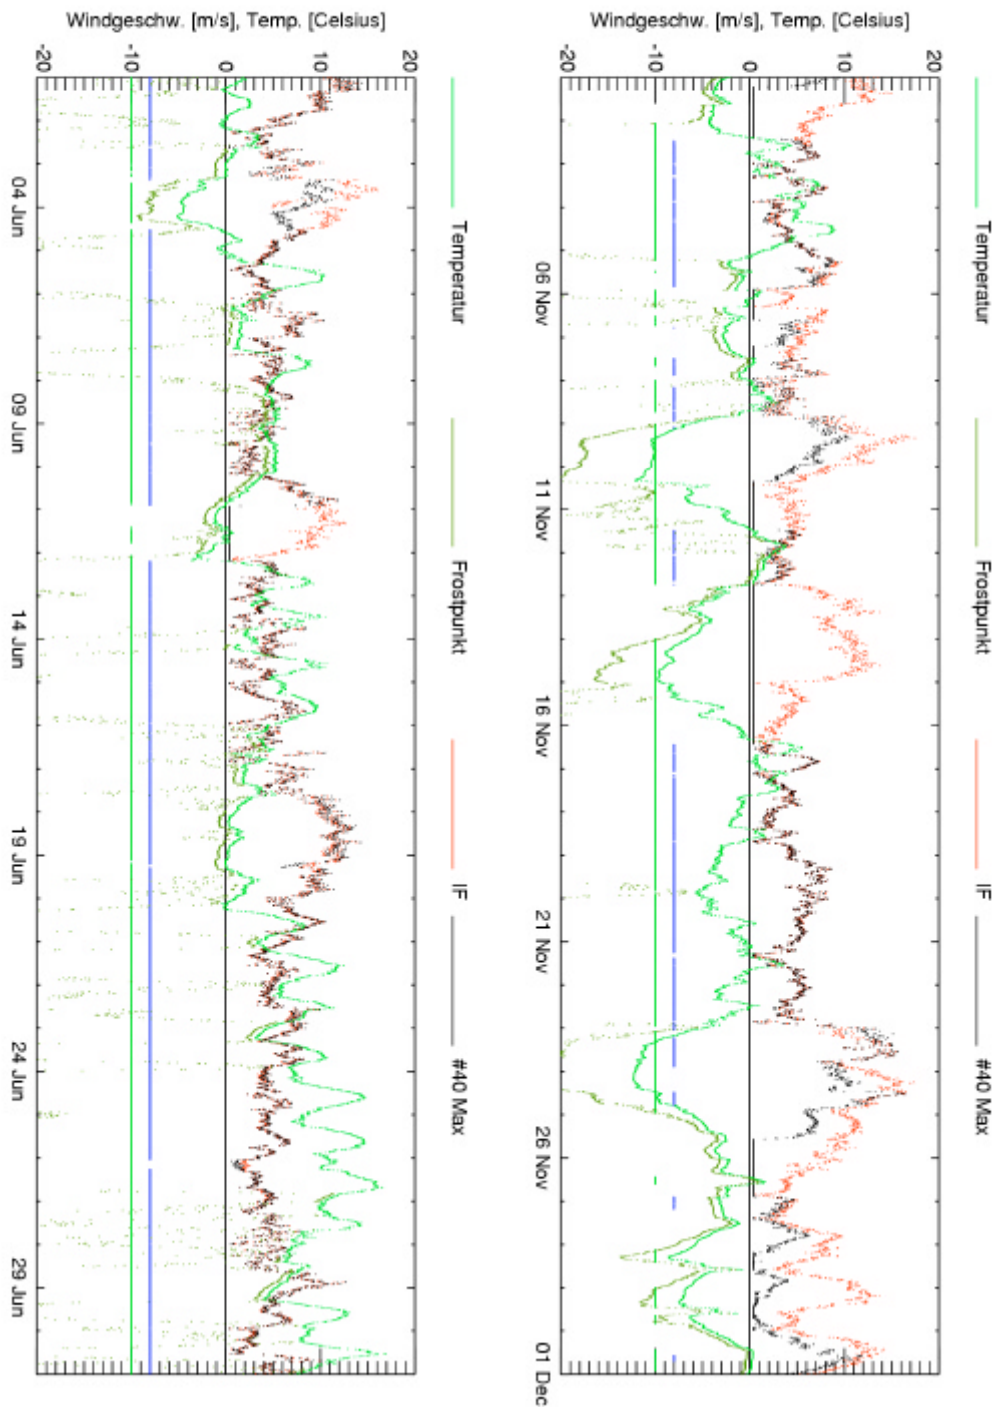 Temperatur Frostpunkt IF #40 Max
Windgeschw. [m/s], Temp. [Celsius]
20
10
0
-10
-20
06 Nov 11 Nov 16 Nov 21 Nov 26 Nov 01 Dec
Temperatur Frostpunkt IF #40 Max
Windgeschw. [m/s], Temp. [Celsius]
20
10
0
-10
-20
04 Jun 09 Jun 14 Jun 19 Jun 24 Jun 29 Jun